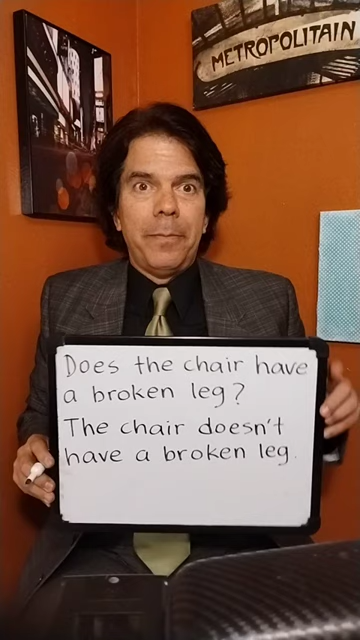 METROPOLITAIN
Does the chair have
a broken leg?
The chair doesn't
have a broken leg.